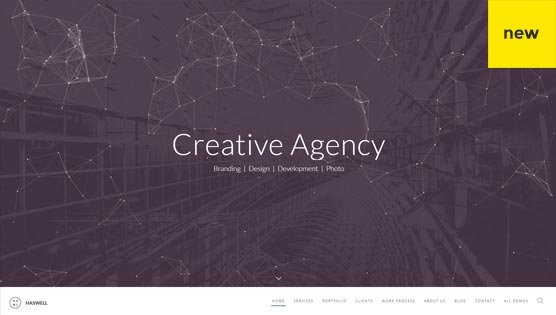 new
Creative Agency
Branding | Design | Development | Photo
HASWELL
HOME SERVICES PORTFOLIO CLIENTS WORK PROCESS ABOUT US BLOG CONTACT ALL DEMOS